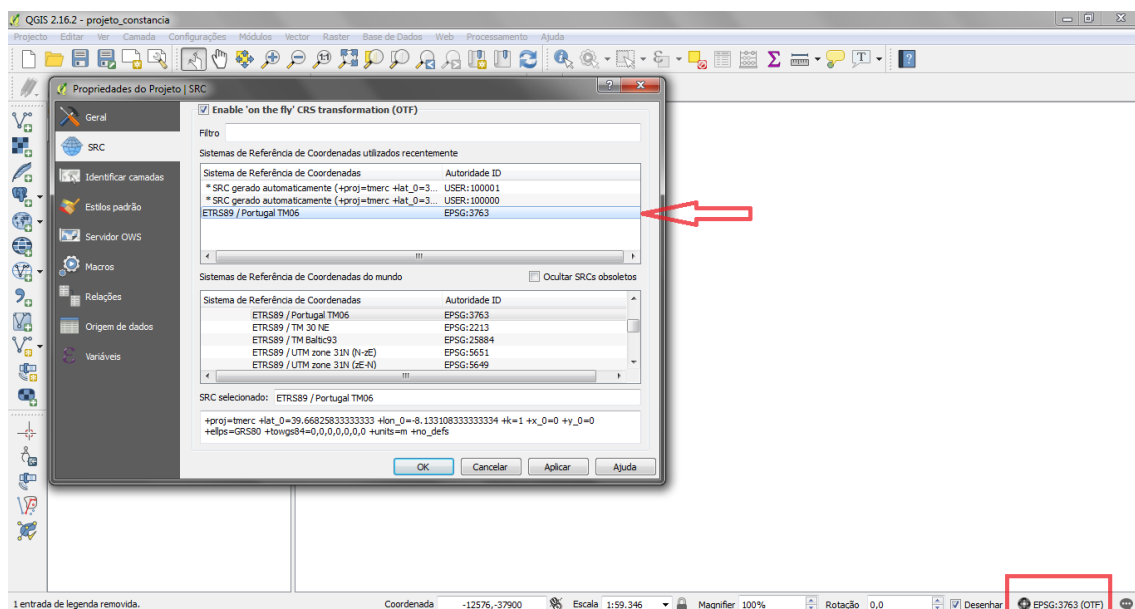 QGIS 2.16.2 - projeto_constancia
Projecto Editar Ver Camada Configurações Módulos Vector Raster Base de Dados Web Processamento Ajuda
Propriedades do Projeto | SRC
Geral
SRC
Identificar camadas
Estilos padrão
Servidor OWS
Macros
Relações
Origem de dados
Variáveis
Enable 'on the fly' CRS transformation (OTF)
Filtro
Sistemas de Referência de Coordenadas utilizados recentemente
Sistema de Referência de Coordenadas Autoridade ID
* SRC gerado automaticamente (+proj=tmerc +lat_0=3... USER:100001
* SRC gerado automaticamente (+proj=tmerc +lat_0=3... USER:100000
ETRS89 / Portugal TM06 EPSG:3763
Sistemas de Referência de Coordenadas do mundo
Ocultar SRCs obsoletos
Sistema de Referência de Coordenadas Autoridade ID
ETRS89 / Portugal TM06 EPSG:3763
ETRS89 / TM 30 NE EPSG:2213
ETRS89 / TM Baltic93 EPSG:25884
ETRS89 / UTM zone 31N (N-zE) EPSG:5651
ETRS89 / UTM zone 31N (zE-N) EPSG:5649
SRC selecionado: ETRS89 / Portugal TM06
+proj=tmerc +lat_0=39.66825833333333 +lon_0=-8.133108333333334 +k=1 +x_0=0 +y_0=0
+ellps=GRS80 +towgs84=0,0,0,0,0,0,0 +units=m +no_defs
OK Cancelar Aplicar Ajuda
1 entrada de legenda removida. Coordenada -12576,-37900 Escala 1:59.346 Magnifier 100% Rotação 0,0 Desenhar EPSG:3763 (OTF)